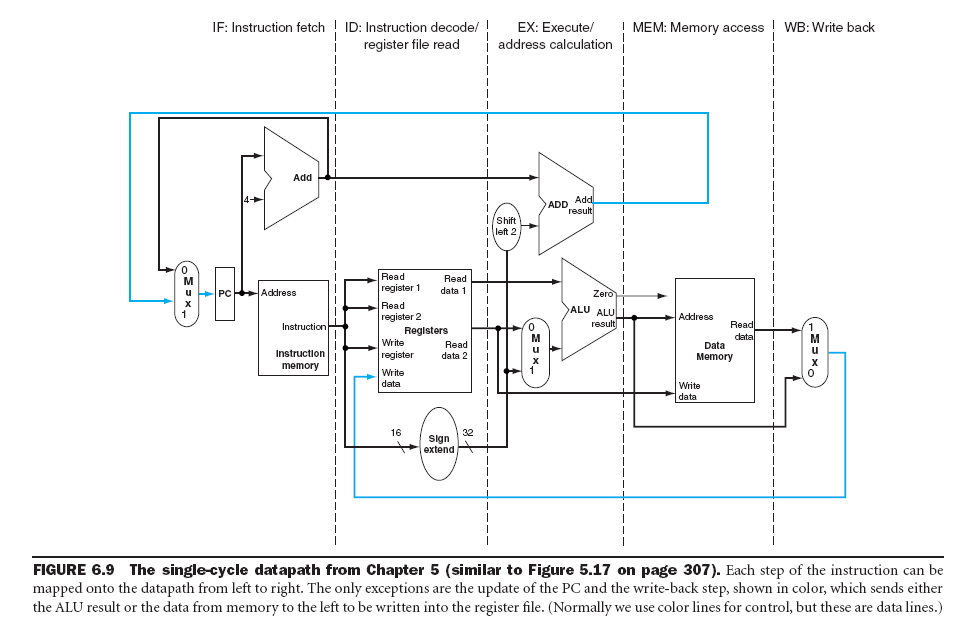 IF: Instruction fetch
ID: Instruction decode/
register file read
EX: Execute/
address calculation
MEM: Memory access
WB: Write back
Add
4
ADD
Add
result
Shift
left 2
0
M
u
x
1
PC
Address
Instruction
Instruction
memory
Read
register 1
Read
data 1
Read
register 2
Registers
Write
register
Read
data 2
Write
data
0
M
u
x
1
Zero
ALU
ALU
result
Address
Read
data
Data
Memory
Write
data
1
M
u
x
0
16
Sign
extend
32
FIGURE 6.9 The single-cycle datapath from Chapter 5 (similar to Figure 5.17 on page 307). Each step of the instruction can be
mapped onto the datapath from left to right. The only exceptions are the update of the PC and the write-back step, shown in color, which sends either
the ALU result or the data from memory to the left to be written into the register file. (Normally we use color lines for control, but these are data lines.)